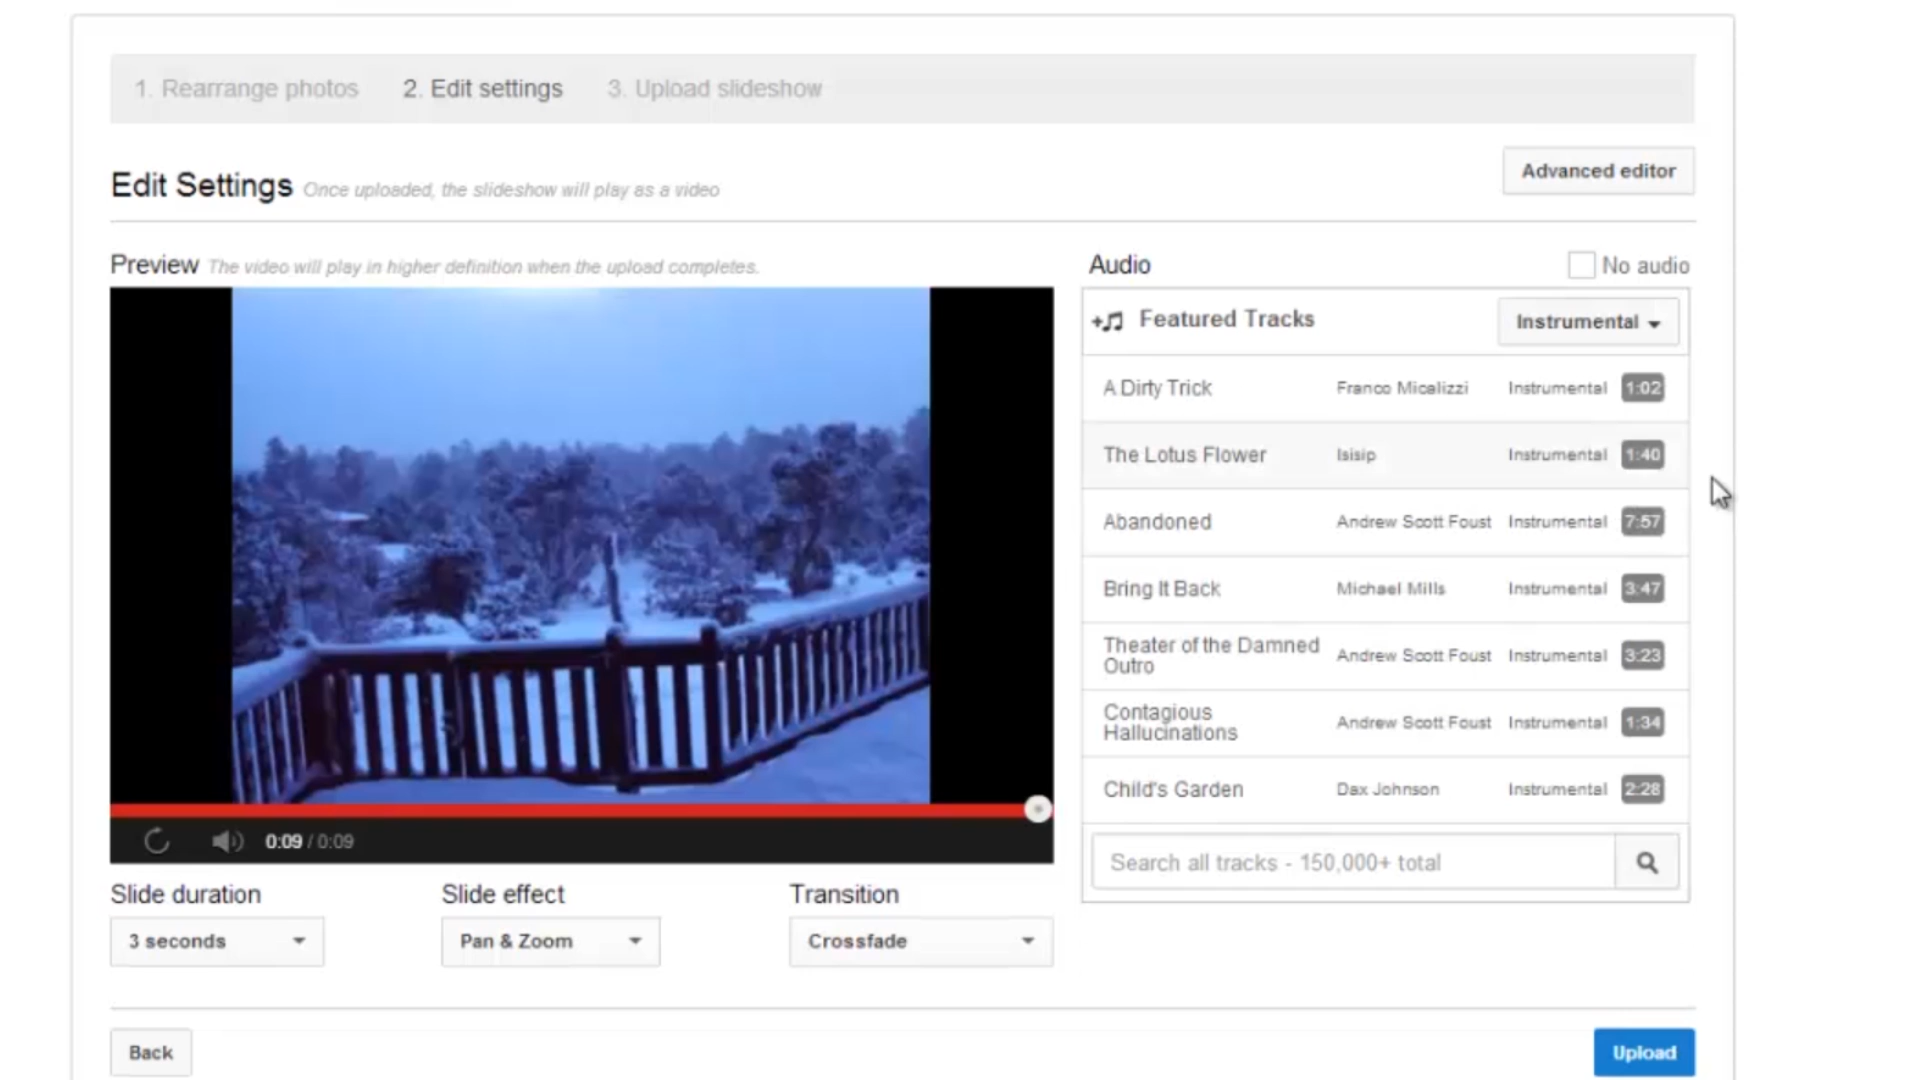 1. Rearrange photos 2. Edit settings 3. Upload slideshow
Advanced editor
Edit Settings Once uploaded, the slideshow will play as a video
Preview The video will play in higher definition when the upload completes.
Audio No audio
Featured Tracks Instrumental
A Dirty Trick Franco Micalizzi Instrumental 1:02
The Lotus Flower Isisip Instrumental 1:40
Abandoned Andrew Scott Foust Instrumental 7:57
Bring It Back Michael Mills Instrumental 3:47
Theater of the Damned
Outro Andrew Scott Foust Instrumental 3:23
Contagious
Hallucinations Andrew Scott Foust Instrumental 1:34
Child's Garden Dax Johnson Instrumental 2:28
Search all tracks - 150,000+ total
0:09 / 0:09
Slide duration Slide effect Transition
3 seconds Pan & Zoom Crossfade
Back Upload